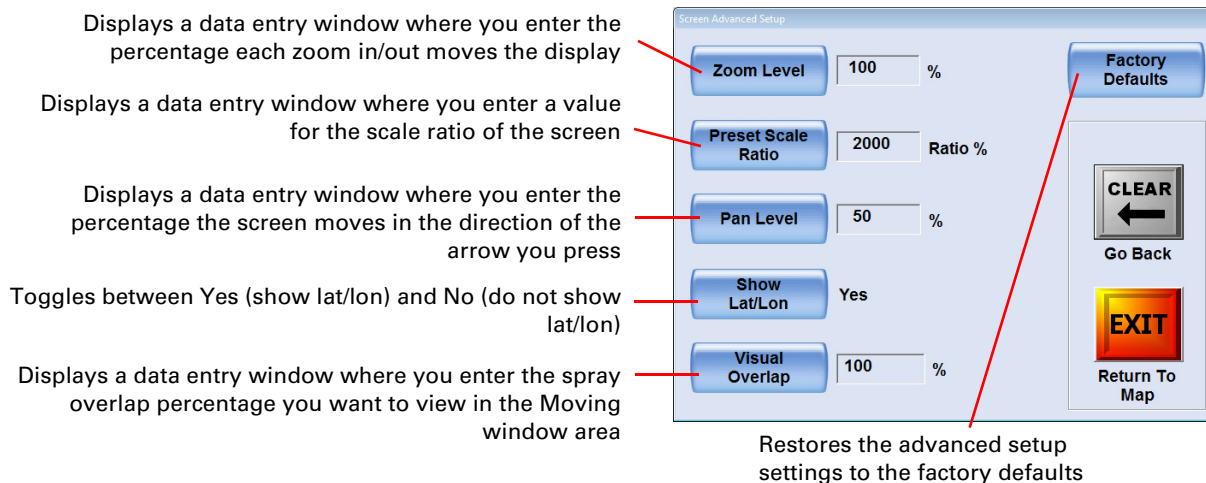 Displays a data entry window where you enter the
percentage each zoom in/out moves the display
Displays a data entry window where you enter a value
for the scale ratio of the screen
Displays a data entry window where you enter the
percentage the screen moves in the direction of the
arrow you press
Toggles between Yes (show lat/lon) and No (do not show
lat/lon)
Displays a data entry window where you enter the spray
overlap percentage you want to view in the Moving
window area
Screen Advanced Setup
Zoom Level 100 %
Preset Scale
Ratio 2000 Ratio %
Pan Level 50 %
Show
Lat/Lon Yes
Visual
Overlap 100 %
Factory
Defaults
CLEAR
Go Back
EXIT
Return To
Map
Restores the advanced setup
settings to the factory defaults